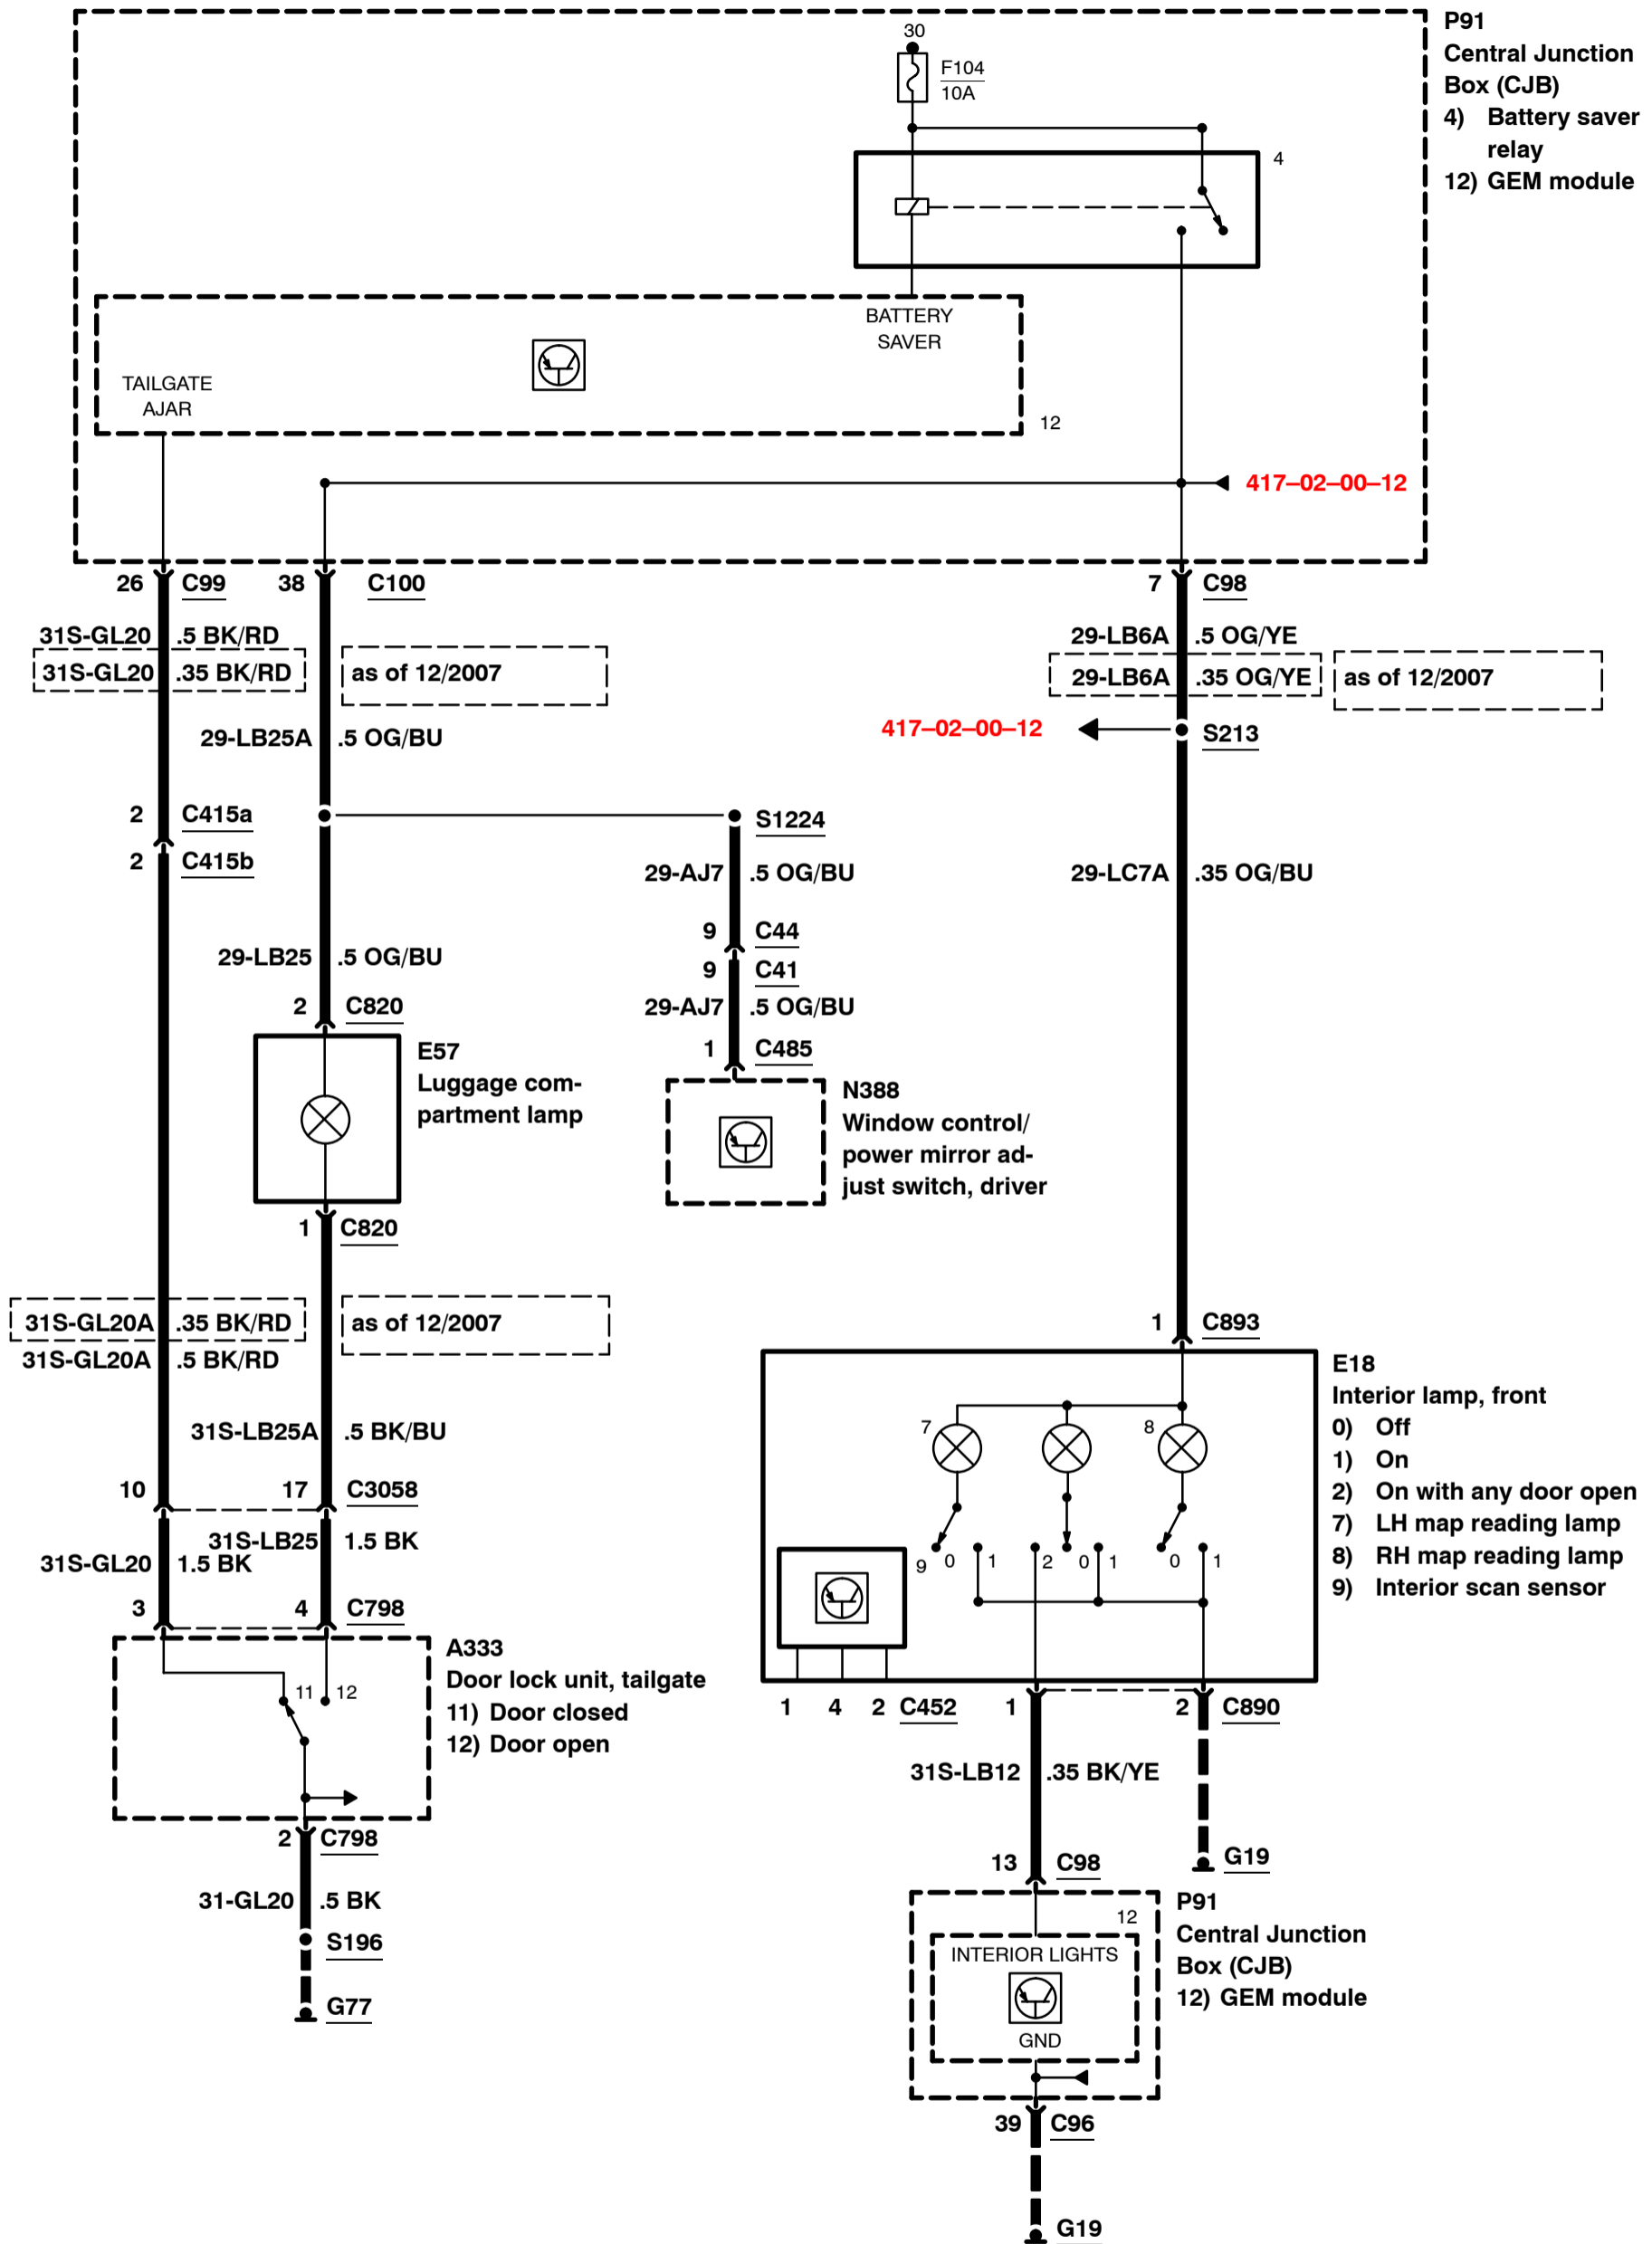 30
F104
10A
4
P91
Central Junction
Box (CJB)
4) Battery saver
relay
12) GEM module
BATTERY
SAVER
TAILGATE
AJAR
12
417–02–00–12
26 C99 38 C100 7 C98
31S-GL20 .5 BK/RD
31S-GL20 .35 BK/RD
as of 12/2007
29-LB6A .5 OG/YE
29-LB6A .35 OG/YE
as of 12/2007
29-LB25A .5 OG/BU
417–02–00–12
S213
2 C415a
2 C415b
S1224
29-AJ7 .5 OG/BU
29-LC7A .35 OG/BU
9 C44
9 C41
29-AJ7 .5 OG/BU
1 C485
29-LB25 .5 OG/BU
2 C820
E57
Luggage com-
partment lamp
N388
Window control/
power mirror ad-
just switch, driver
1 C820
31S-GL20A .35 BK/RD
as of 12/2007
31S-GL20A .5 BK/RD
31S-LB25A .5 BK/BU
10 17 C3058
31S-LB25 1.5 BK
31S-GL20 1.5 BK
3 4 C798
A333
Door lock unit, tailgate
11) Door closed
12) Door open
11 12
2 C798
31-GL20 .5 BK
S196
G77
1 C893
E18
Interior lamp, front
0) Off
1) On
2) On with any door open
7) LH map reading lamp
8) RH map reading lamp
9) Interior scan sensor
7 8
9 0 1 2 0 1 0 1
1 4 2 C452 1 2 C890
31S-LB12 .35 BK/YE
13 C98
G19
P91
Central Junction
Box (CJB)
12) GEM module
12
INTERIOR LIGHTS
GND
39 C96
G19